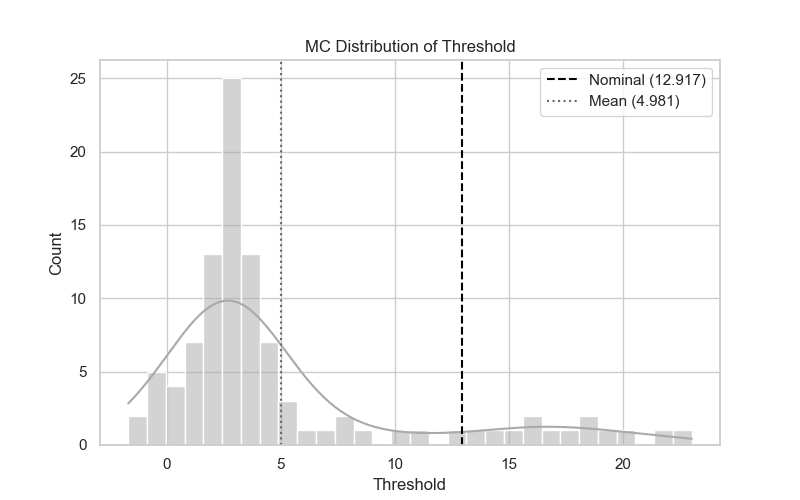 MC Distribution of Threshold
Nominal (12.917)
Mean (4.981)
Count
25
20
15
10
5
0
0 5 10 15 20
Threshold